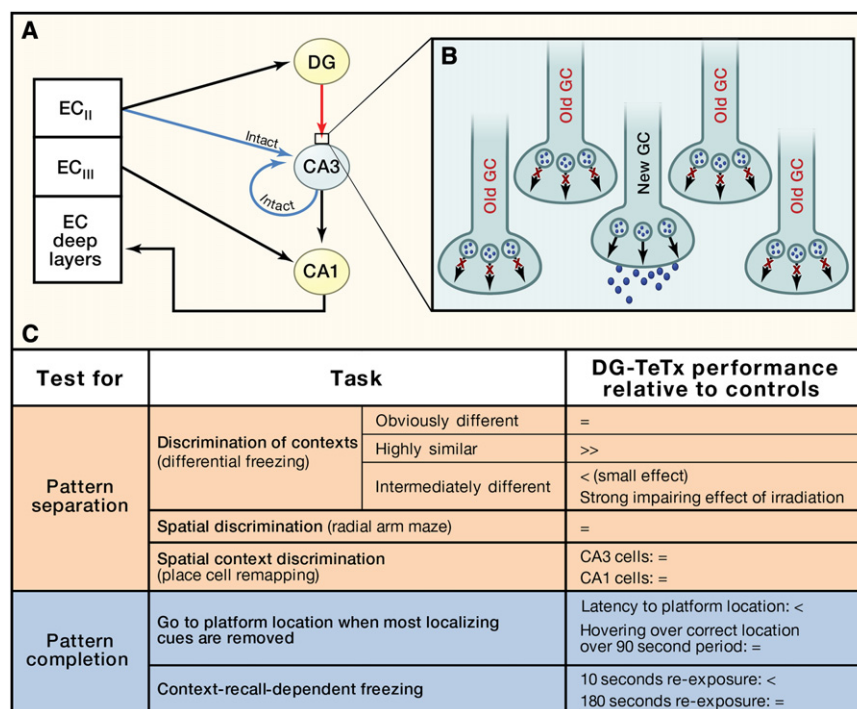 A
DG
EC II
Intact
EC III
CA3
Intact
EC
deep
layers
CA1
B
Old GC
Old GC
Old GC
New GC
Old GC
C
Test for
Task
DG-TeTx performance
relative to controls
Pattern
separation
Discrimination of contexts
(differential freezing)
Obviously different
=
Highly similar
>>
Intermediately different
< (small effect)
Strong impairing effect of irradiation
Spatial discrimination (radial arm maze)
=
Spatial context discrimination
(place cell remapping)
CA3 cells: =
CA1 cells: =
Pattern
completion
Go to platform location when most localizing
cues are removed
Latency to platform location: <
Hovering over correct location
over 90 second period: =
Context-recall-dependent freezing
10 seconds re-exposure: <
180 seconds re-exposure: =